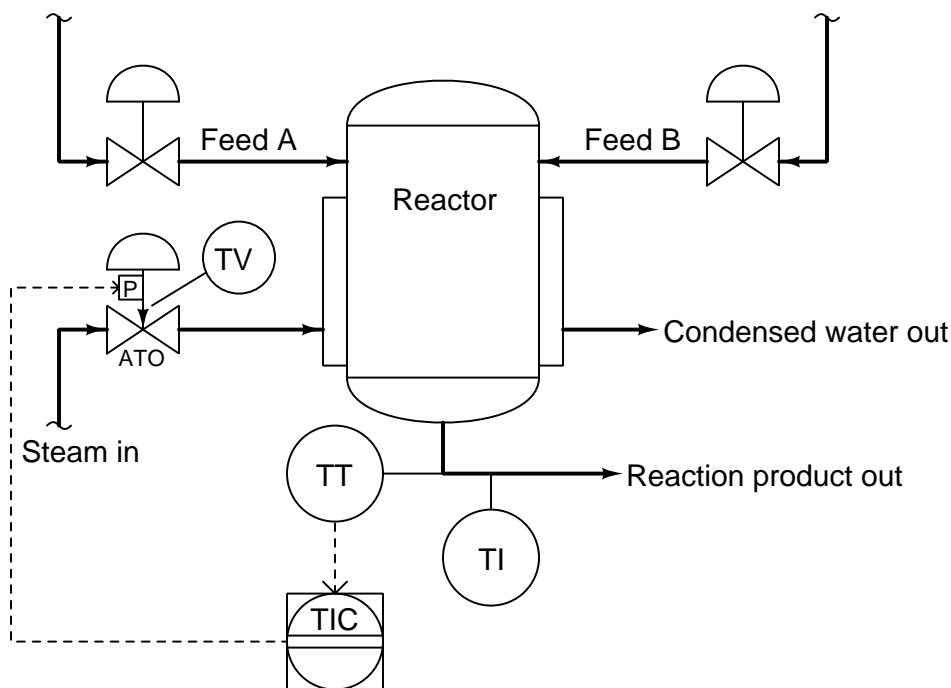 Feed A
Feed B
Reactor
TV
P
ATO
Condensed water out
Steam in
TT
Reaction product out
TI
TIC